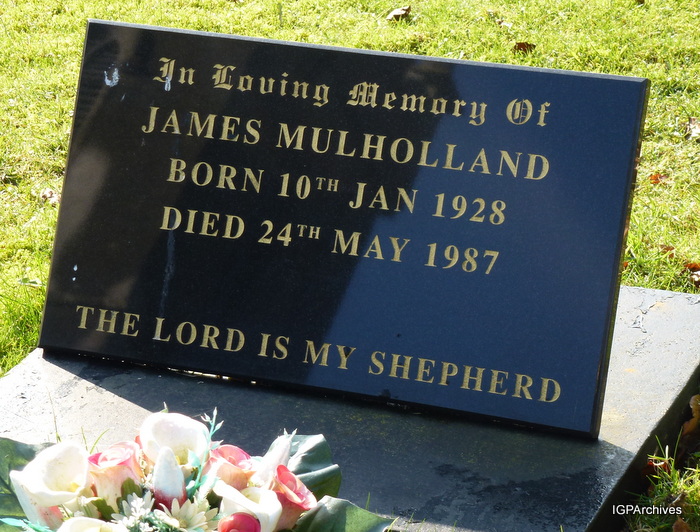 In Loving Memory Of
JAMES MULHOLLAND
BORN 10TH JAN 1928
DIED 24TH MAY 1987
THE LORD IS MY SHEPHERD
IGPArchives